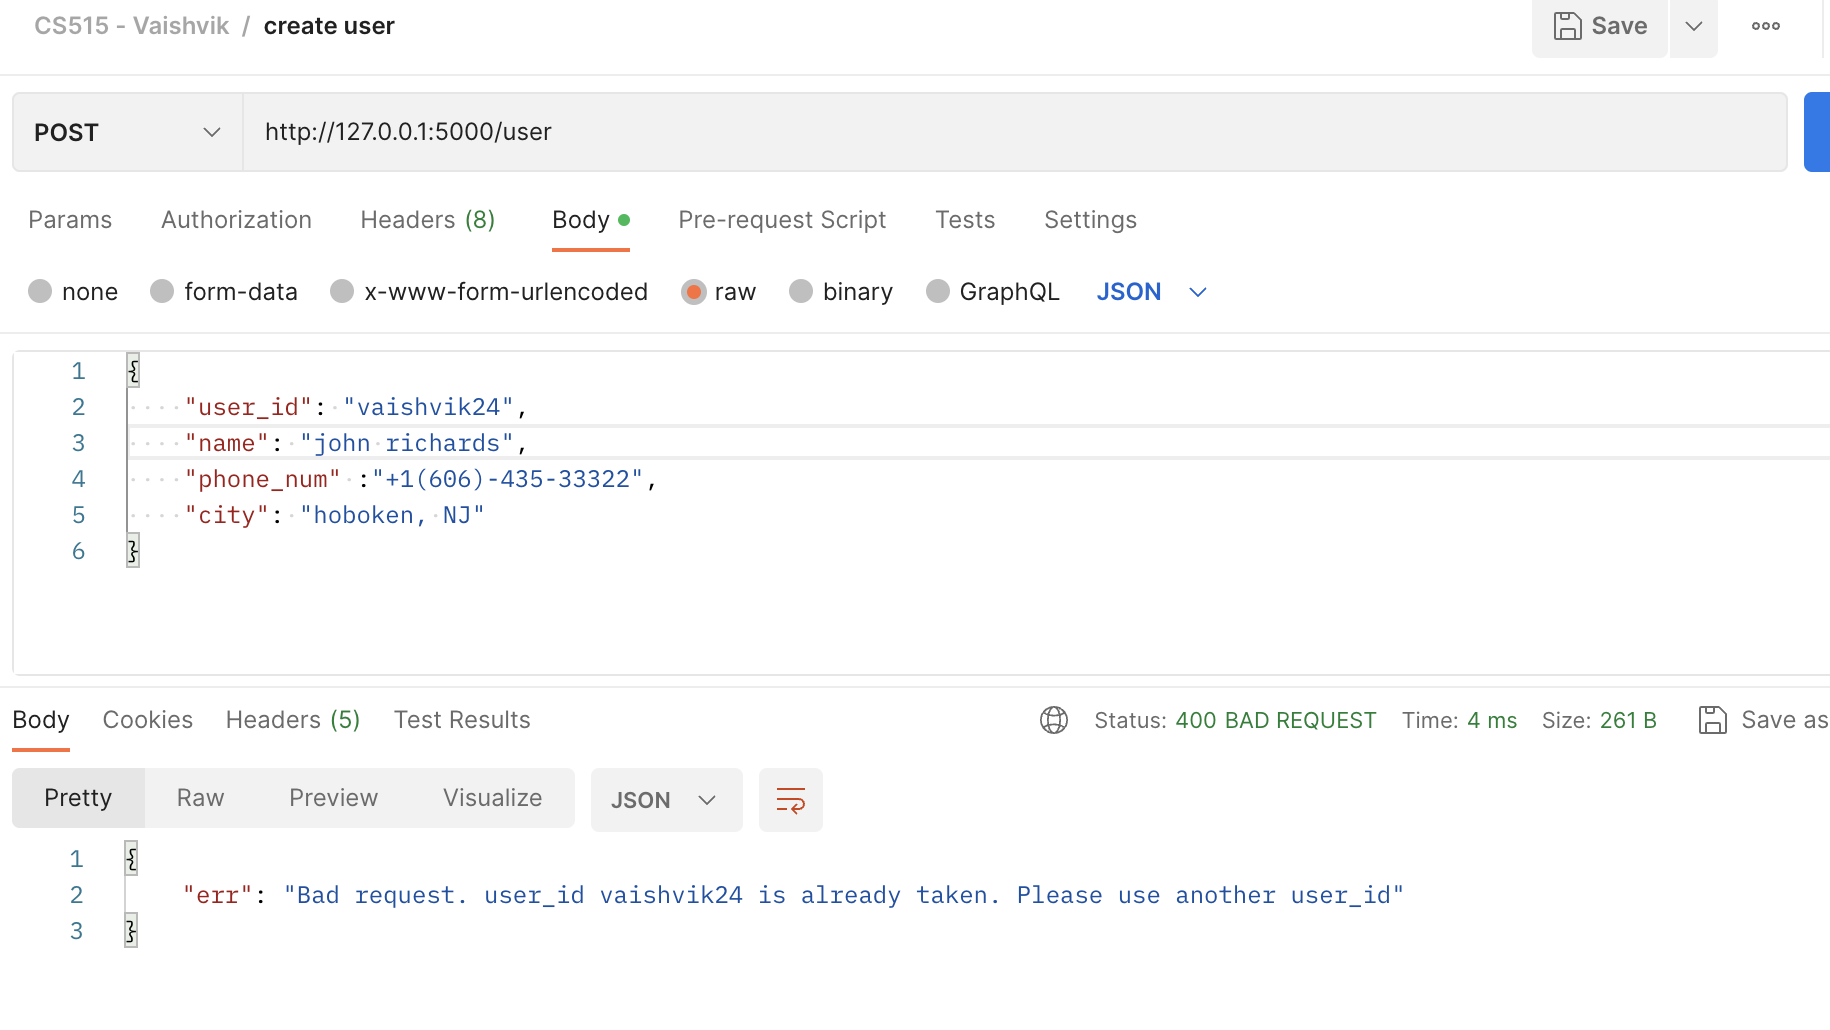 CS515 - Vaishvik / create user
Save
POST http://127.0.0.1:5000/user
Params Authorization Headers (8) Body Pre-request Script Tests Settings
none form-data x-www-form-urlencoded raw binary GraphQL JSON
1 {
2 "user_id": "vaishvik24",
3 "name": "john richards",
4 "phone_num" :"+1(606)-435-33322",
5 "city": "hoboken, NJ"
6 }
Body Cookies Headers (5) Test Results Status: 400 BAD REQUEST Time: 4 ms Size: 261 B Save as
Pretty Raw Preview Visualize JSON
1 {
2 "err": "Bad request. user_id vaishvik24 is already taken. Please use another user_id"
3 }